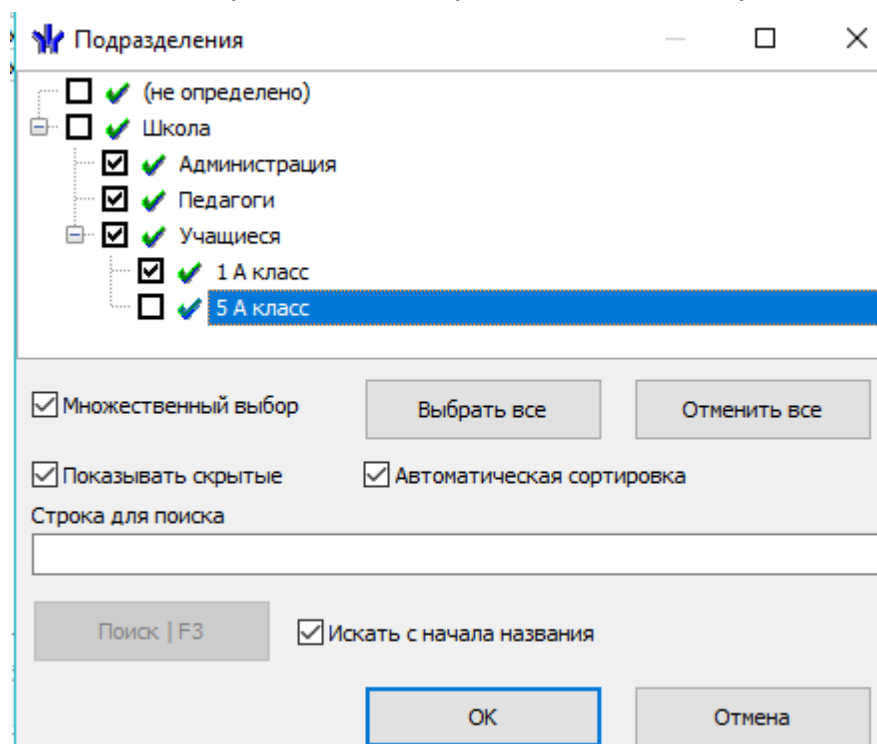 Подразделения
(не определено)
Школа
Администрация
Педагоги
Учащиеся
1 А класс
5 А класс
Множественный выбор
Выбрать все
Отменить все
Показывать скрытые
Автоматическая сортировка
Строка для поиска
Поиск | F3
Искать с начала названия
OK
Отмена